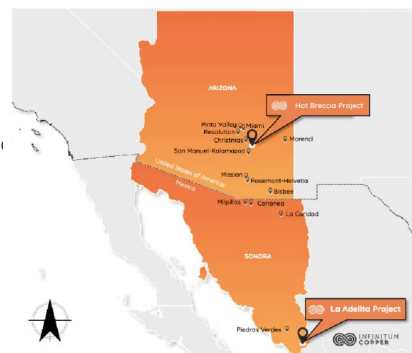 ARIZONA
Hot Breccia Project
Pinto Valley
Miami
Resolution
Christmas
Morenci
San Manuel-Kalamazoo
Mission
Rosemont-Helvetia
United States of America
Mexico
Bisbee
Milpillas
Cananea
La Caridad
SONORA
La Adelita Project
Piedras Verdes
INFINITUM
COPPER